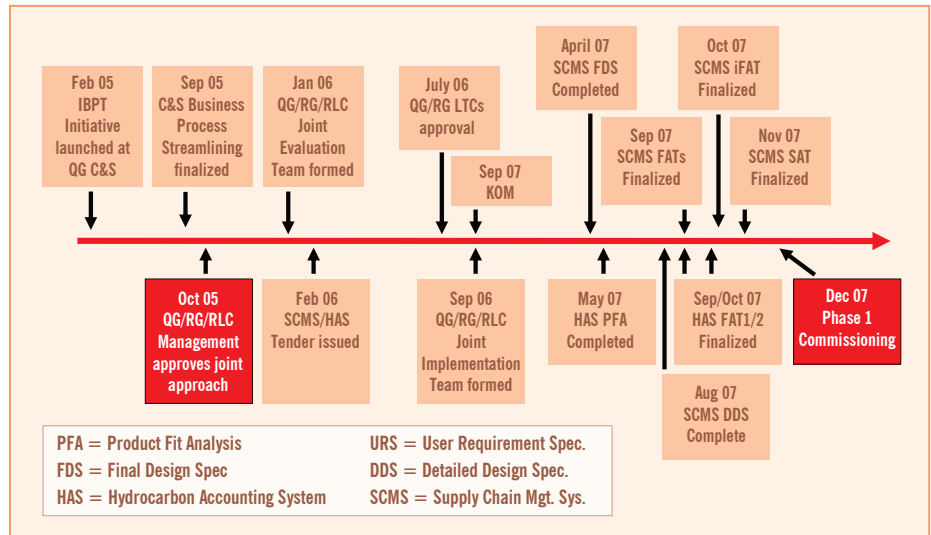 Feb 05
IBPT
Initiative
launched at
QG C&S
Sep 05
C&S Business
Process
Streamlining
finalized
Jan 06
QG/RG/RLC
Joint
Evaluation
Team formed
July 06
QG/RG LTCs
approval
Sep 07
KOM
April 07
SCMS FDS
Completed
Sep 07
SCMS FATs
Finalized
Oct 07
SCMS iFAT
Finalized
Nov 07
SCMS SAT
Finalized
Oct 05
QG/RG/RLC
Management
approves joint
approach
Feb 06
SCMS/HAS
Tender issued
Sep 06
QG/RG/RLC
Joint
Implementation
Team formed
May 07
HAS PFA
Completed
Aug 07
SCMS DDS
Complete
Sep/Oct 07
HAS FAT1/2
Finalized
Dec 07
Phase 1
Commissioning
PFA = Product Fit Analysis
FDS = Final Design Spec
HAS = Hydrocarbon Accounting System
URS = User Requirement Spec.
DDS = Detailed Design Spec.
SCMS = Supply Chain Mgt. Sys.